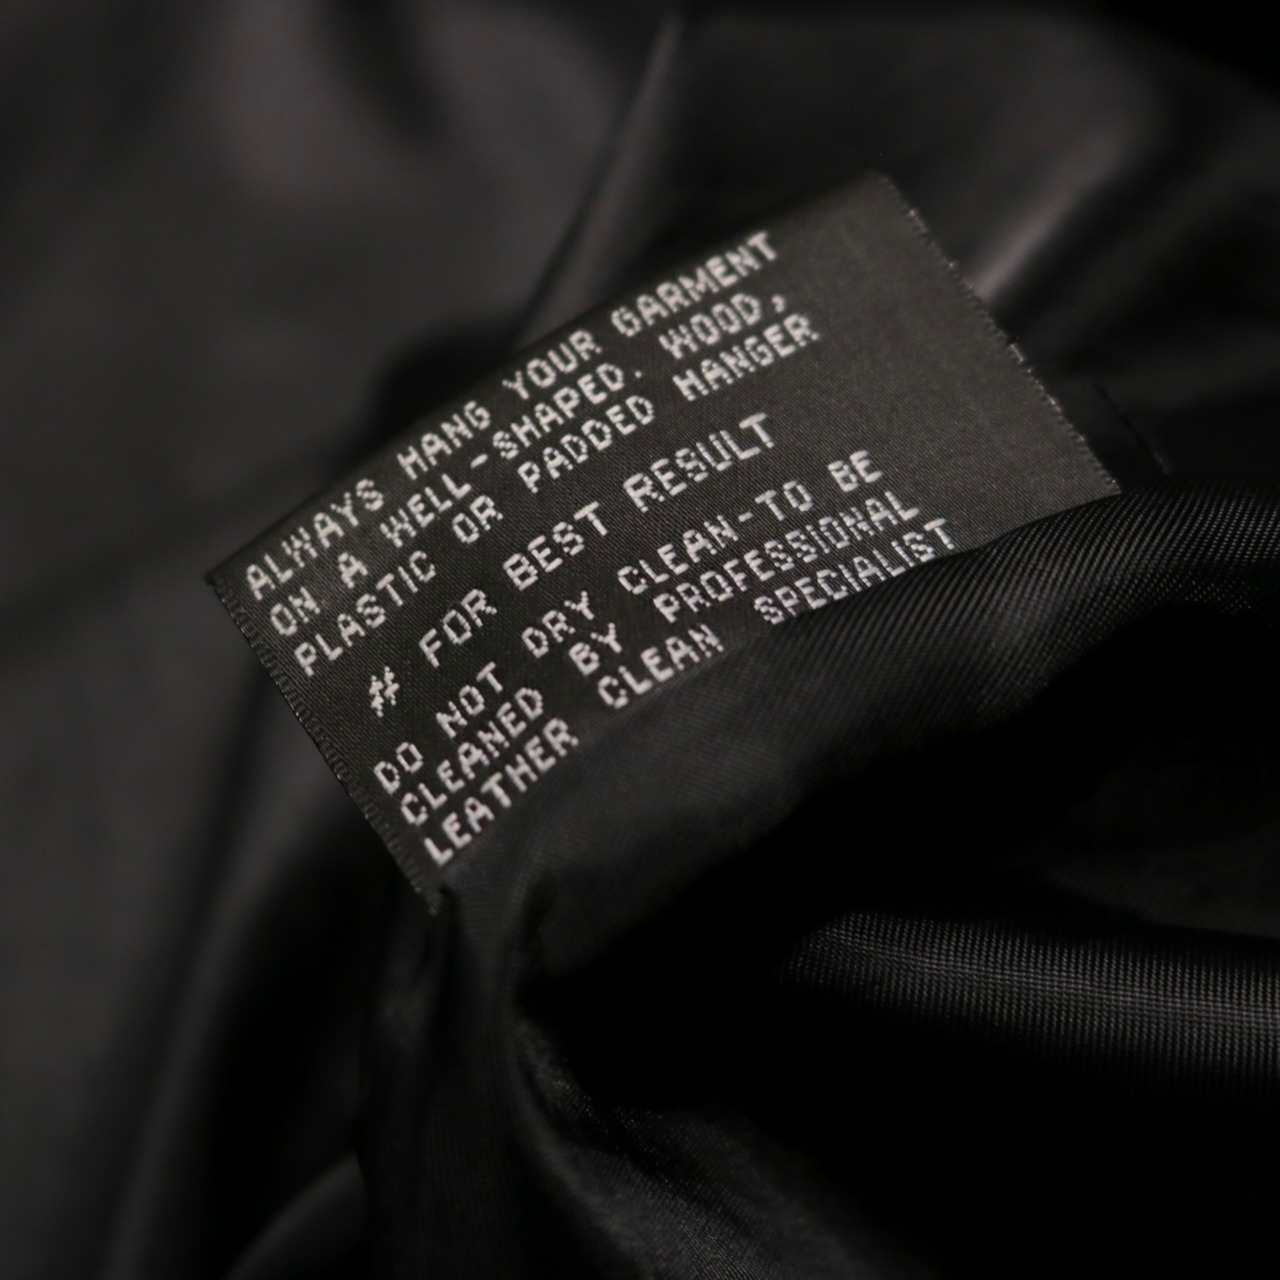 ALWAYS HANG YOUR GARMENT
ON A WELL-SHAPED. WOOD,
PLASTIC OR PADDED HANGER
# FOR BEST RESULT
DO NOT DRY CLEAN-TO BE
CLEANED BY PROFESSIONAL
LEATHER CLEAN SPECIALIST